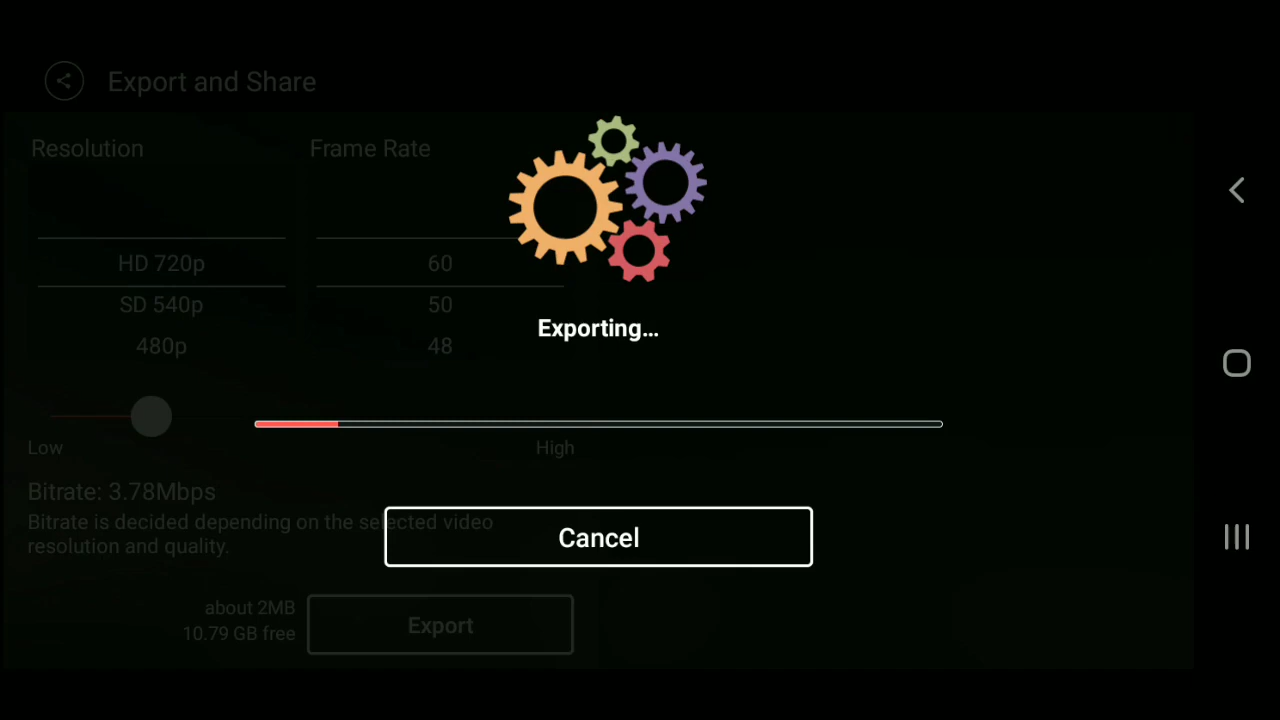 Export and Share
Resolution
Frame Rate
HD 720p
60
SD 540p
50
480p
48
Exporting...
Low
High
Bitrate: 3.78Mbps
Bitrate is decided depending on the selected video
resolution and quality.
Cancel
about 2MB
10.79 GB free
Export